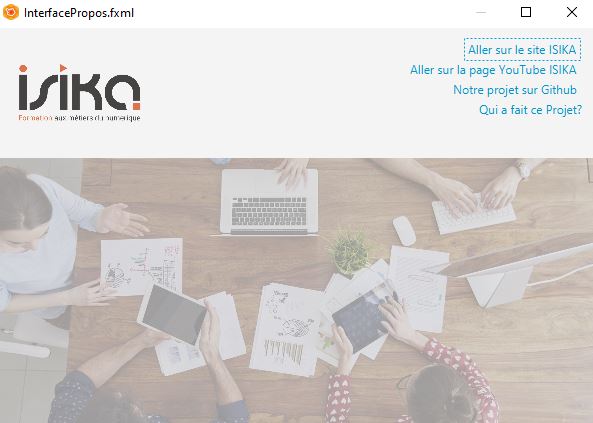 InterfacePropos.fxml
Aller sur le site ISIKA
Aller sur la page YouTube ISIKA
Notre projet sur Github
Qui a fait ce Projet?
isika
Formation aux métiers du numerique